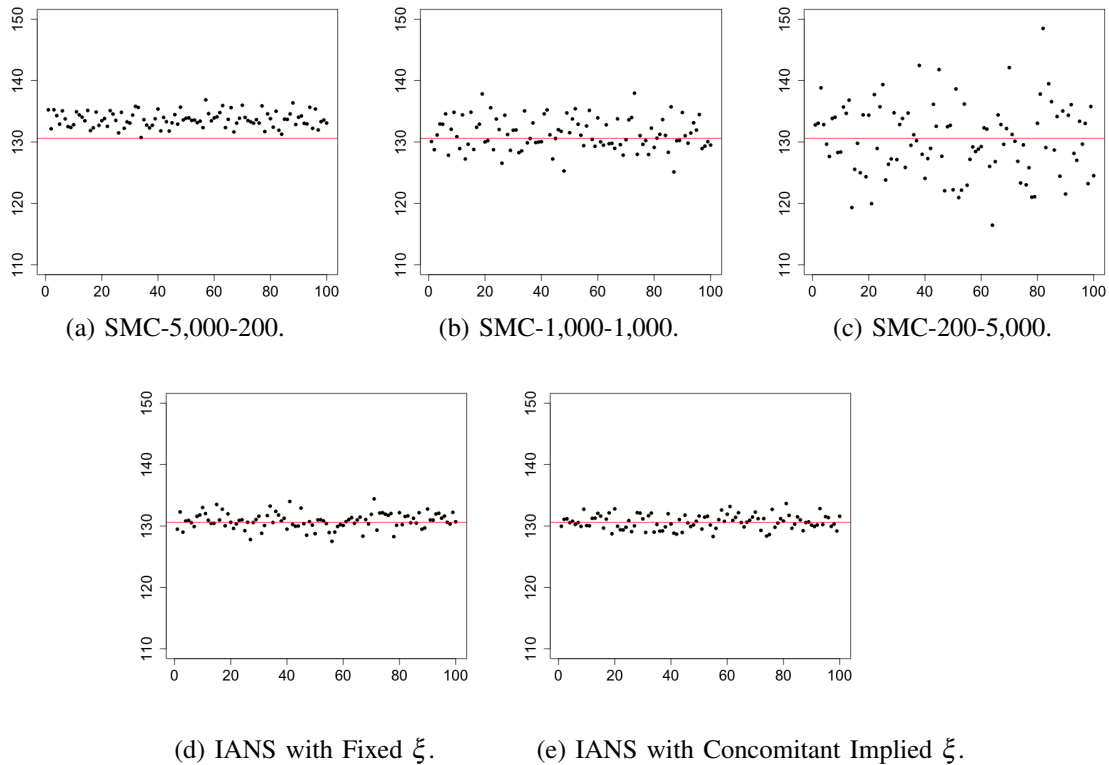 150
140
130
120
110
0 20 40 60 80 100
(a) SMC-5,000-200.
150
140
130
120
110
0 20 40 60 80 100
(b) SMC-1,000-1,000.
150
140
130
120
110
0 20 40 60 80 100
(c) SMC-200-5,000.
150
140
130
120
110
0 20 40 60 80 100
(d) IANS with Fixed ξ.
150
140
130
120
110
0 20 40 60 80 100
(e) IANS with Concomitant Implied ξ.